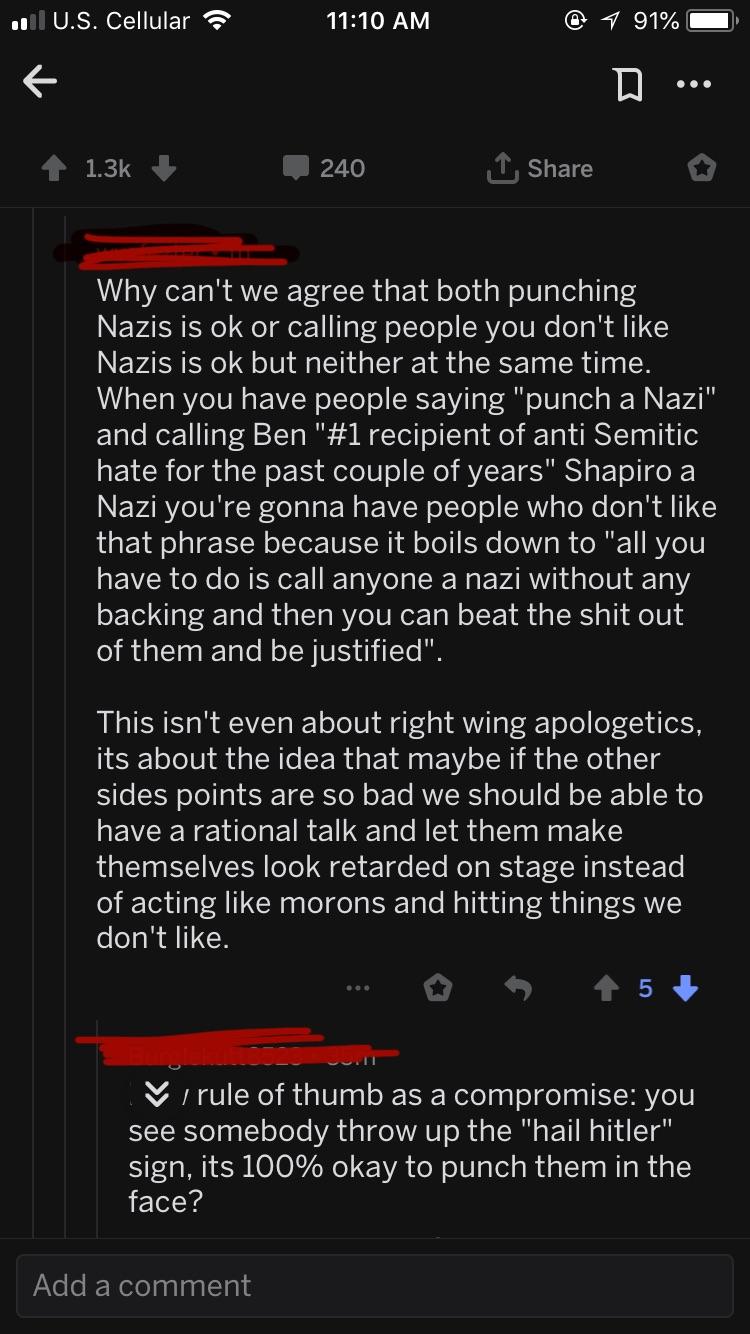 U.S. Cellular 11:10 AM 91%
1.3k 240 Share
Why can't we agree that both punching
Nazis is ok or calling people you don't like
Nazis is ok but neither at the same time.
When you have people saying "punch a Nazi"
and calling Ben "#1 recipient of anti Semitic
hate for the past couple of years" Shapiro a
Nazi you're gonna have people who don't like
that phrase because it boils down to "all you
have to do is call anyone a nazi without any
backing and then you can beat the shit out
of them and be justified".
This isn't even about right wing apologetics,
its about the idea that maybe if the other
sides points are so bad we should be able to
have a rational talk and let them make
themselves look retarded on stage instead
of acting like morons and hitting things we
don't like.
5
rule of thumb as a compromise: you
see somebody throw up the "hail hitler"
sign, its 100% okay to punch them in the
face?
Add a comment